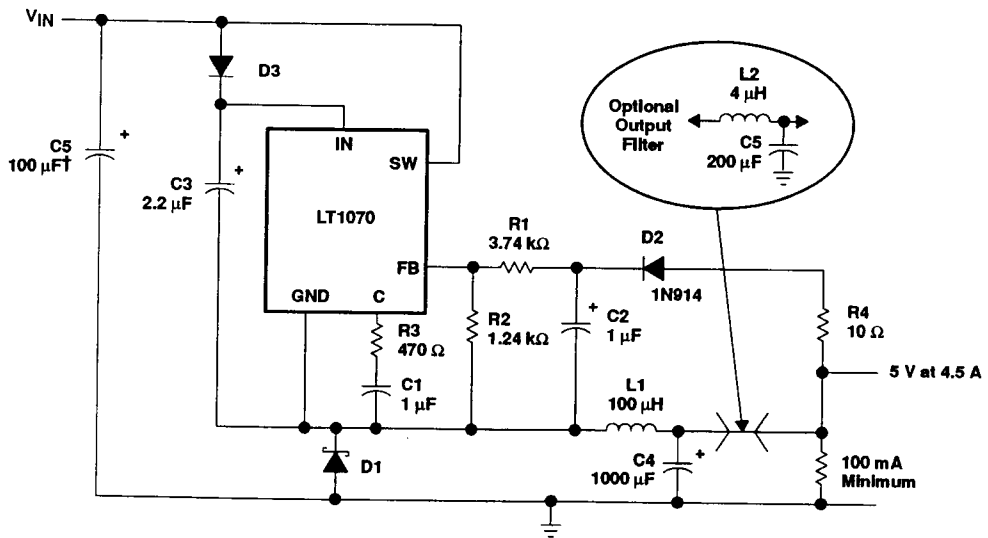 VIN
D3
C5
100 µF†
+
C3
2.2 µF
+
IN
SW
LT1070
FB
GND
C
R1
3.74 kΩ
R2
1.24 kΩ
R3
470 Ω
C1
1 µF
+
C2
1 µF
D2
1N914
Optional
Output
Filter
L2
4 µH
C5
200 µF
R4
10 Ω
5 V at 4.5 A
L1
100 µH
C4
1000 µF
+
100 mA
Minimum
D1